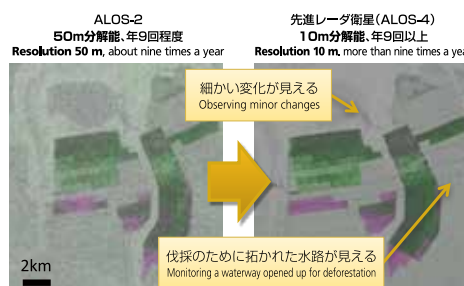 ALOS-2
50m分解能、年9回程度
Resolution 50 m, about nine times a year
先進レーダ衛星(ALOS-4)
10m分解能、年9回以上
Resolution 10 m, more than nine times a yea
細かい変化が見える
Observing minor changes
伐採のために拓かれた水路が見える
Monitoring a waterway opened up for deforestation
2km